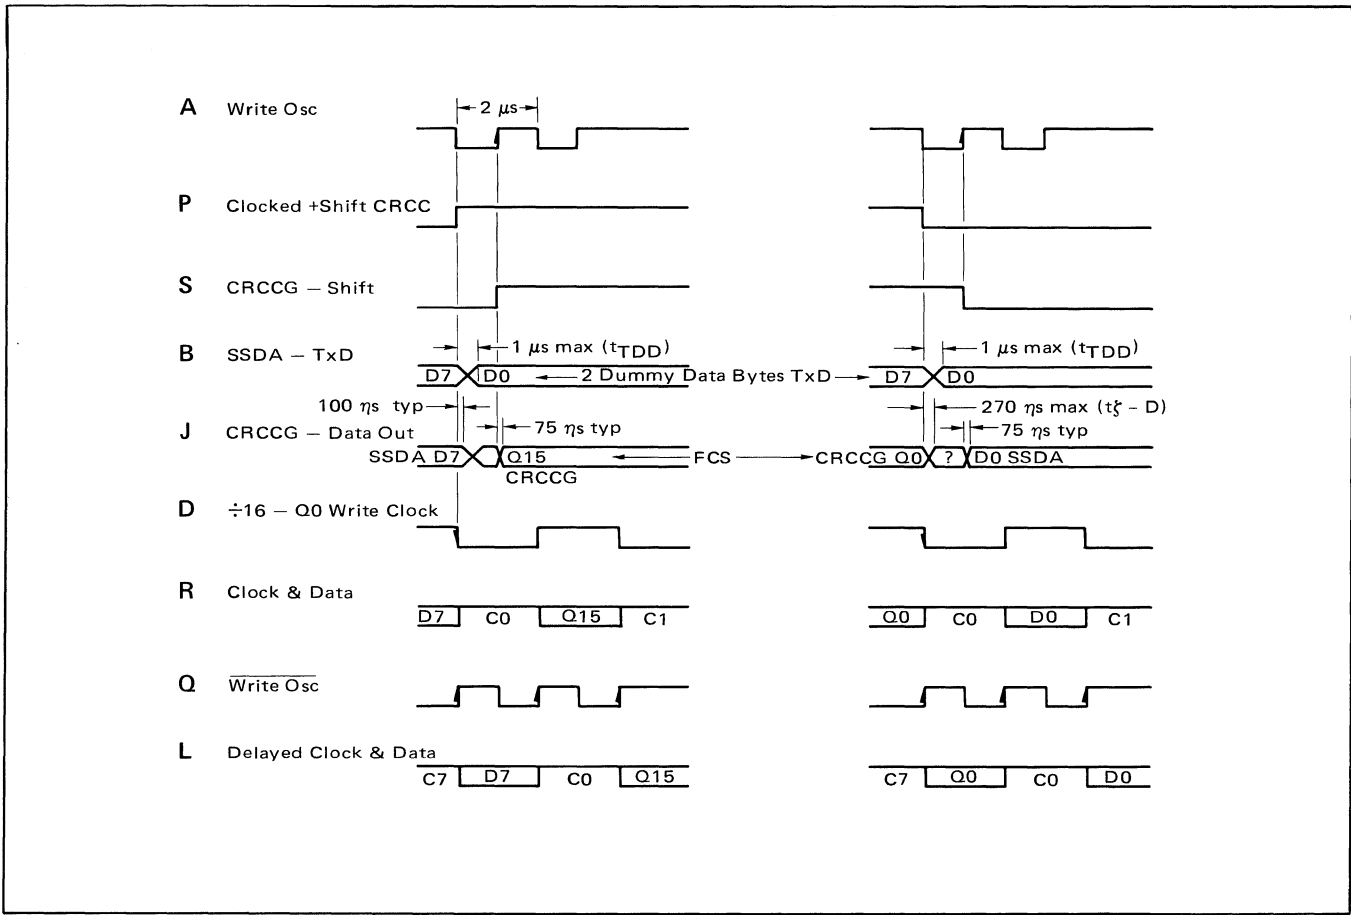 A Write Osc 2 μs
P Clocked +Shift CRCC
S CRCCG – Shift
B SSDA – TxD 1 μs max (tTDD) 1 μs max (tTDD)
D7 D0 2 Dummy Data Bytes TxD D7 D0
100 ηs typ 270 ηs max (tζ - D)
J CRCCG – Data Out 75 ηs typ 75 ηs typ
SSDA D7 Q15 FCS CRCCG Q0 ? D0 SSDA
CRCCG
D ÷16 – Q0 Write Clock
R Clock & Data
D7 C0 Q15 C1 Q0 C0 D0 C1
Q Write Osc
L Delayed Clock & Data
C7 D7 C0 Q15 C7 Q0 C0 D0